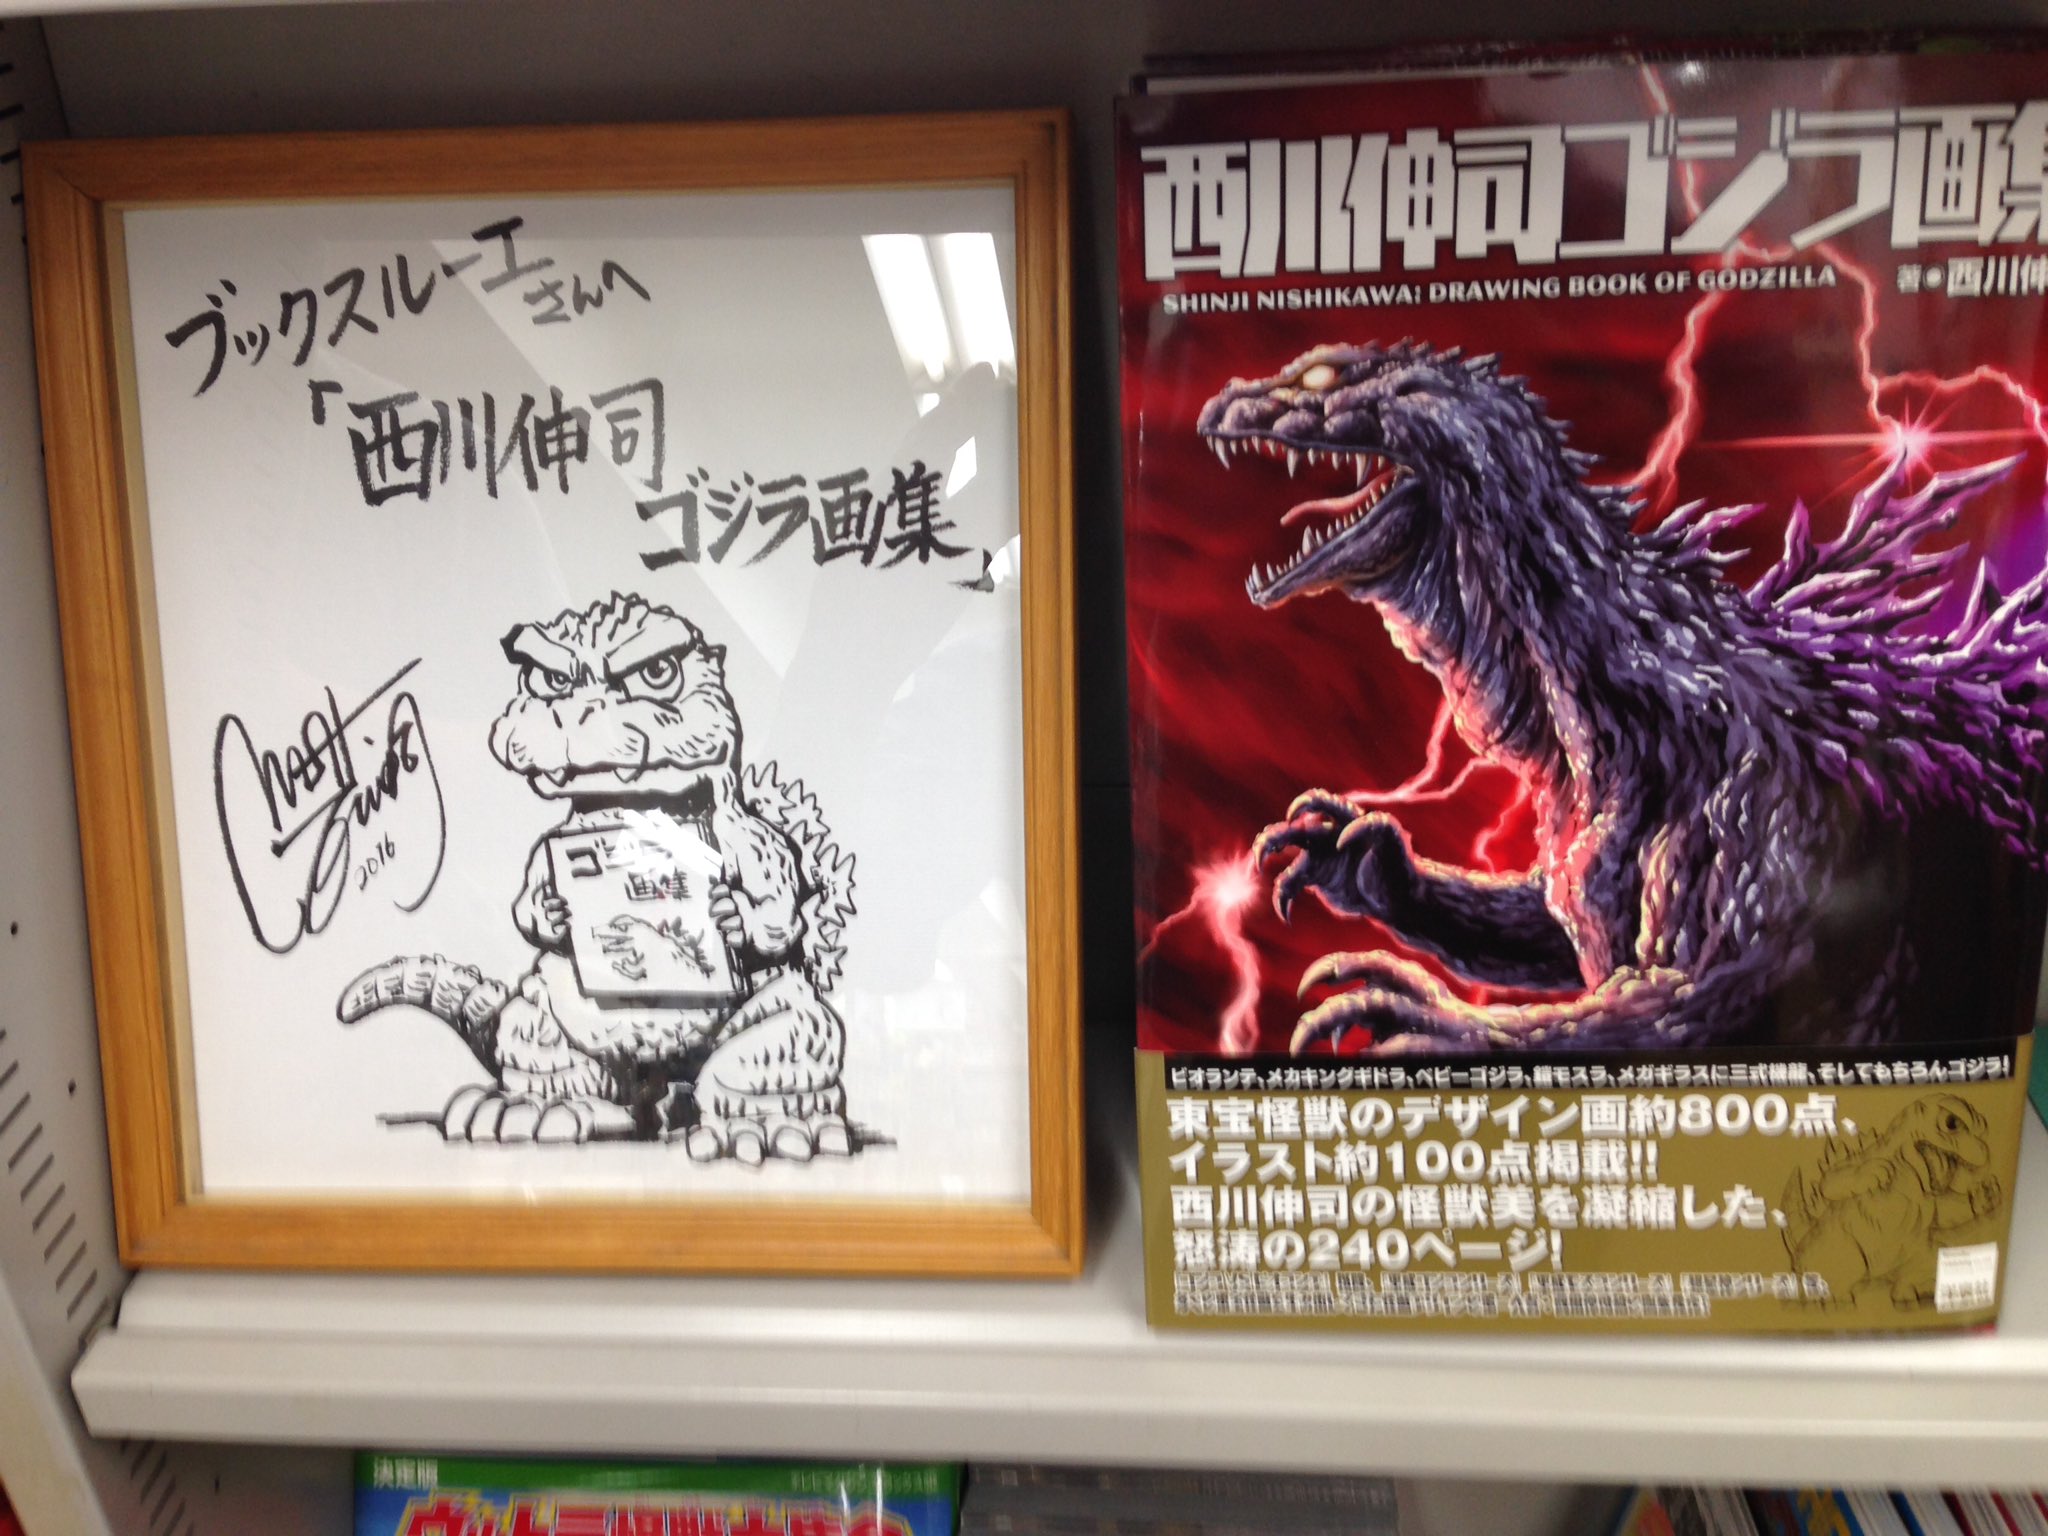 ブックスルーエ
さんへ
「西川伸司
ゴジラ画集」
2016
ゴジラ
画集
西川伸司ゴジラ画集
SHINJI NISHIKAWA: DRAWING BOOK OF GODZILLA
著●西川伸
ビオランテ、メカキングギドラ、ベビーゴジラ、鎧モスラ、メガギラスに三式機龍、そしてもちろんゴジラ!
東宝怪獣のデザイン画約800点、
イラスト約100点掲載!!
西川伸司の怪獣美を凝縮した、
怒涛の240ページ!
決定版